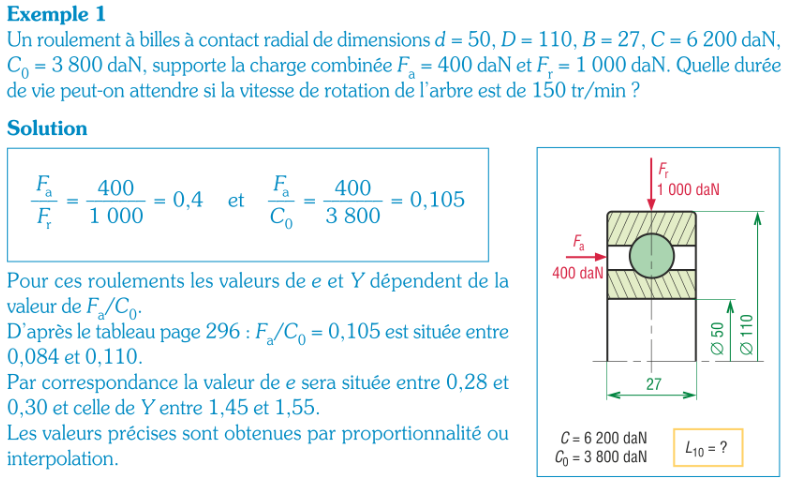 Exemple 1
Un roulement à billes à contact radial de dimensions d = 50, D = 110, B = 27, C = 6 200 daN,
C₀ = 3 800 daN, supporte la charge combinée Fₐ = 400 daN et Fᵣ = 1 000 daN. Quelle durée
de vie peut-on attendre si la vitesse de rotation de l'arbre est de 150 tr/min ?
Solution
Fₐ/Fᵣ = 400/1 000 = 0,4 et Fₐ/C₀ = 400/3 800 = 0,105
Pour ces roulements les valeurs de e et Y dépendent de la
valeur de Fₐ/C₀.
D'après le tableau page 296 : Fₐ/C₀ = 0,105 est située entre
0,084 et 0,110.
Par correspondance la valeur de e sera située entre 0,28 et
0,30 et celle de Y entre 1,45 et 1,55.
Les valeurs précises sont obtenues par proportionnalité ou
interpolation.
Fᵣ
1 000 daN
Fₐ
400 daN
Ø 50
Ø 110
27
C = 6 200 daN
C₀ = 3 800 daN
L₁₀ = ?